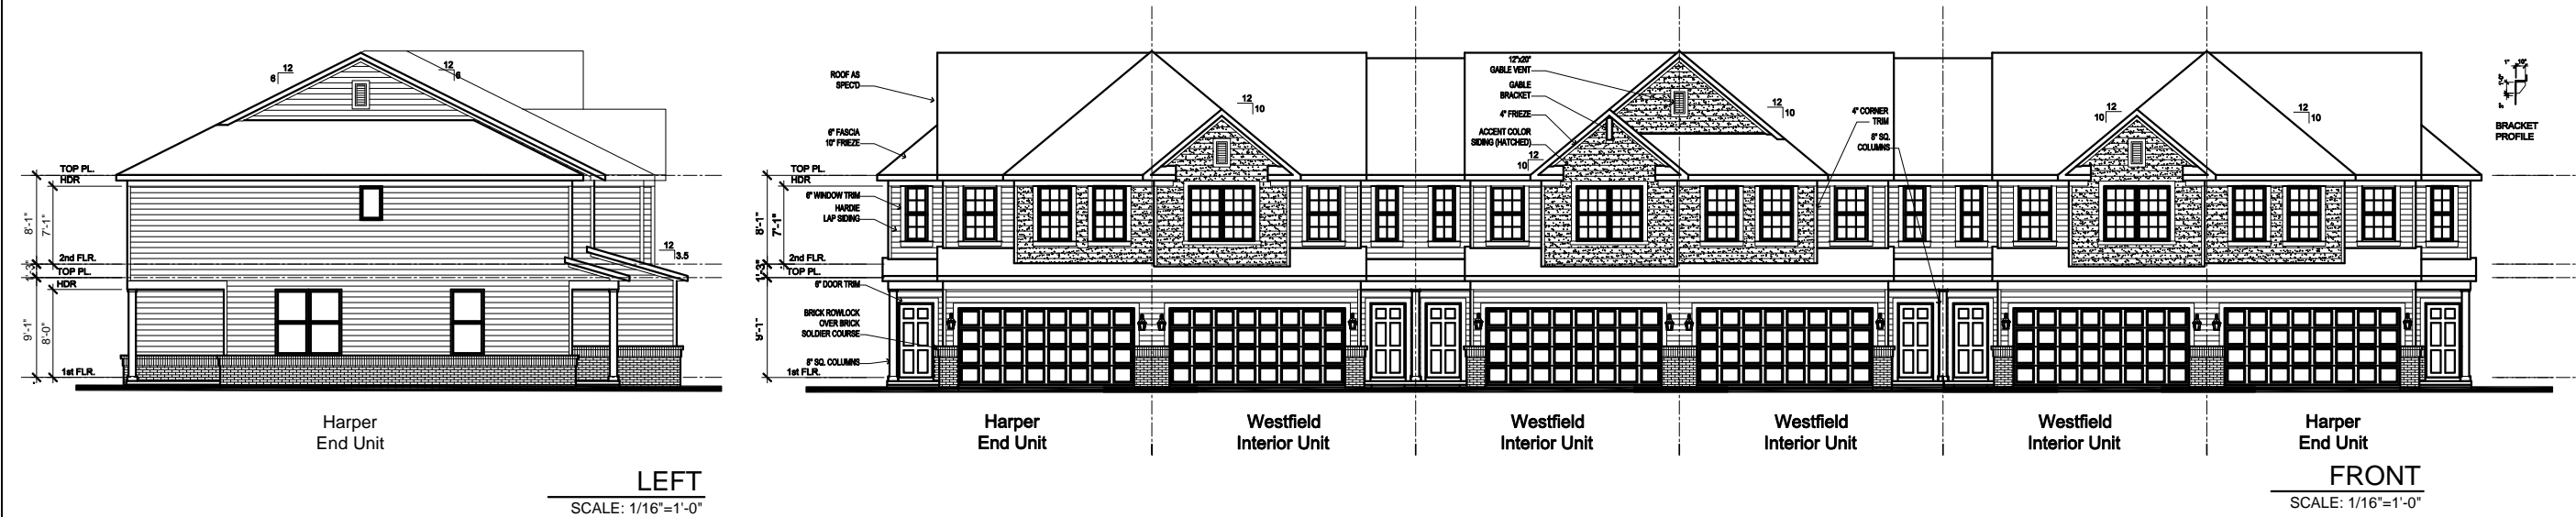 12
6
12
6
TOP PL.
HDR
8'-1"
7'-1"
2nd FLR.
1'-3"
TOP PL.
HDR
9'-1"
8'-0"
1st FLR.
12
3.5
Harper
End Unit
LEFT
SCALE: 1/16"=1'-0"
ROOF AS
SPEC'D
6" FASCIA
10" FRIEZE
TOP PL.
HDR
6" WINDOW TRIM
HARDIE
LAP SIDING
8'-1"
7'-1"
2nd FLR.
1'-3"
TOP PL.
6" DOOR TRIM
BRICK ROWLOCK
OVER BRICK
SOLDIER COURSE
9'-1"
8" SQ. COLUMNS
1st FLR.
12
10
12"x20"
GABLE VENT
GABLE
BRACKET
4" FRIEZE
ACCENT COLOR
SIDING (HATCHED)
12
10
12
10
4" CORNER
TRIM
8" SQ.
COLUMNS
12
10
12
10
BRACKET
PROFILE
Harper
End Unit
Westfield
Interior Unit
Westfield
Interior Unit
Westfield
Interior Unit
Westfield
Interior Unit
Harper
End Unit
FRONT
SCALE: 1/16"=1'-0"